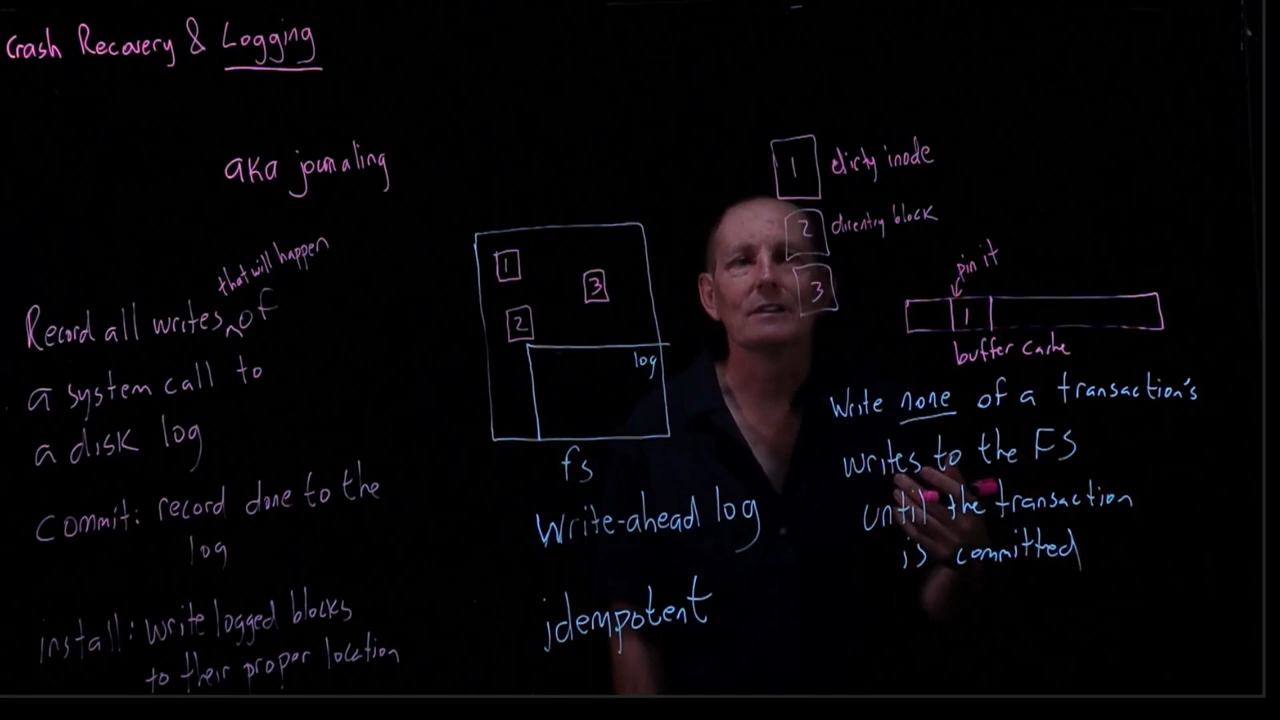 Crash Recovery & Logging
aka journaling
that will happen
Record all writes ^ of
a system call to
a disk log
Commit: record done to the
log
install: write logged blocks
to their proper location
1
3
2
log
fs
Write-ahead log
idempotent
1 dirty inode
2 direntry block
3
pin it
1
buffer cache
Write none of a transaction's
writes to the FS
until the transaction
is committed